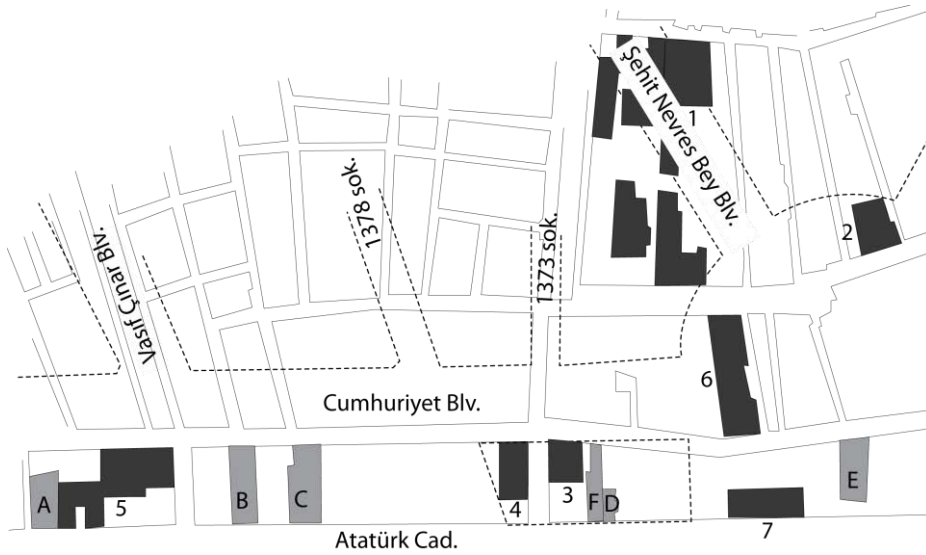 Şehit Nevres Bey Blv.
1
2
1378 sok.
1373 sok.
Vasıf Çınar Blv.
6
Cumhuriyet Blv.
A
5
B
C
4
3
F
D
E
7
Atatürk Cad.